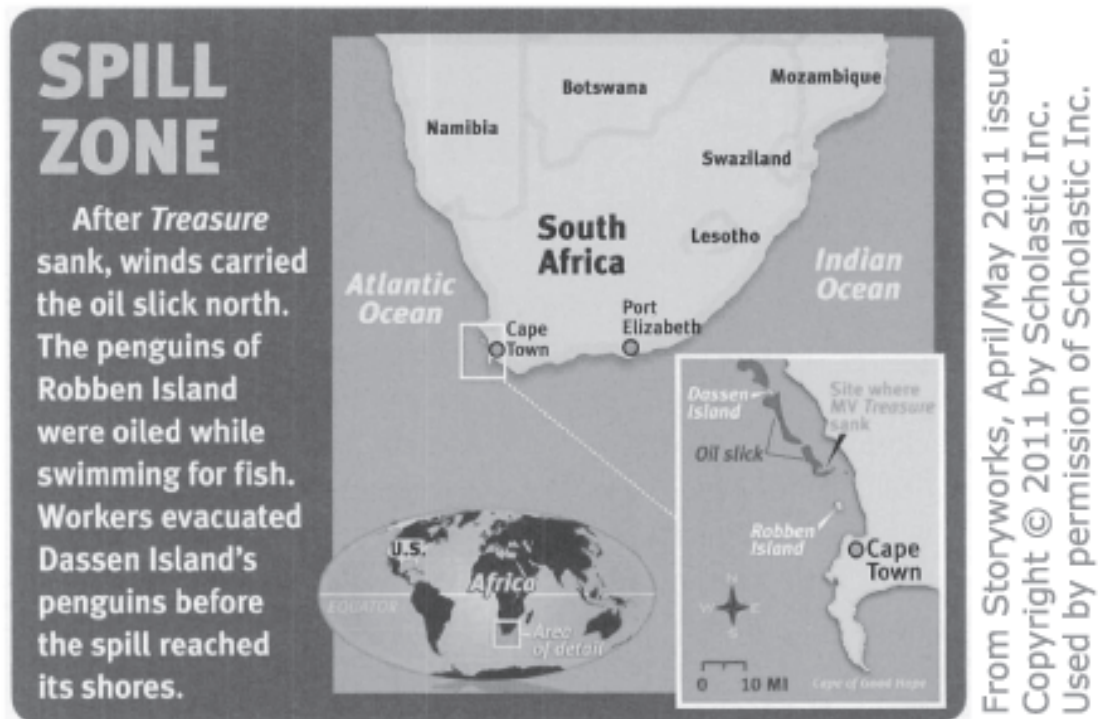 SPILL
ZONE
After Treasure
sank, winds carried
the oil slick north.
The penguins of
Robben Island
were oiled while
swimming for fish.
Workers evacuated
Dassen Island's
penguins before
the spill reached
its shores.
Botswana
Mozambique
Namibia
Swaziland
South
Africa
Lesotho
Atlantic
Ocean
Indian
Ocean
Cape
Town
Port
Elizabeth
Dassen
Island
Site where
MV Treasure
sank
Oil slick
Robben
Island
Cape
Town
N
W E
S
0 10 MI
Cape of Good Hope
U.S.
Africa
EQUATOR
Area
of detail
From Storyworks, April/May 2011 issue.
Copyright © 2011 by Scholastic Inc.
Used by permission of Scholastic Inc.